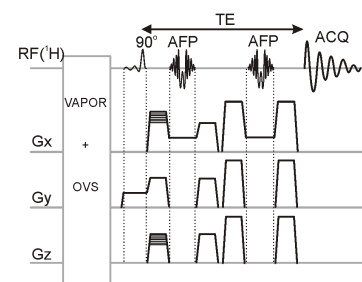 TE
90° AFP AFP ACQ
RF(¹H)
VAPOR
+
OVS
Gx
Gy
Gz